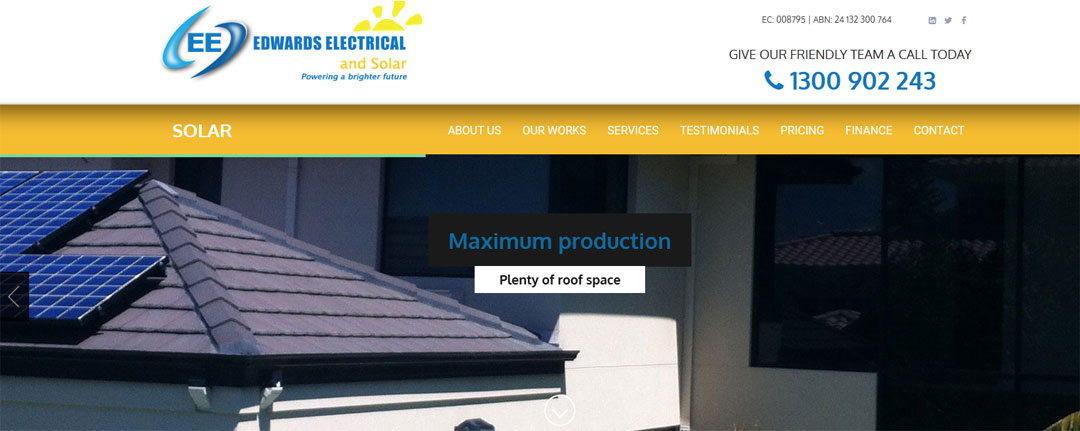 EE
EDWARDS ELECTRICAL
and Solar
Powering a brighter future
EC: 008795 | ABN: 24 132 300 764
GIVE OUR FRIENDLY TEAM A CALL TODAY
1300 902 243
SOLAR
ABOUT US
OUR WORKS
SERVICES
TESTIMONIALS
PRICING
FINANCE
CONTACT
Maximum production
Plenty of roof space